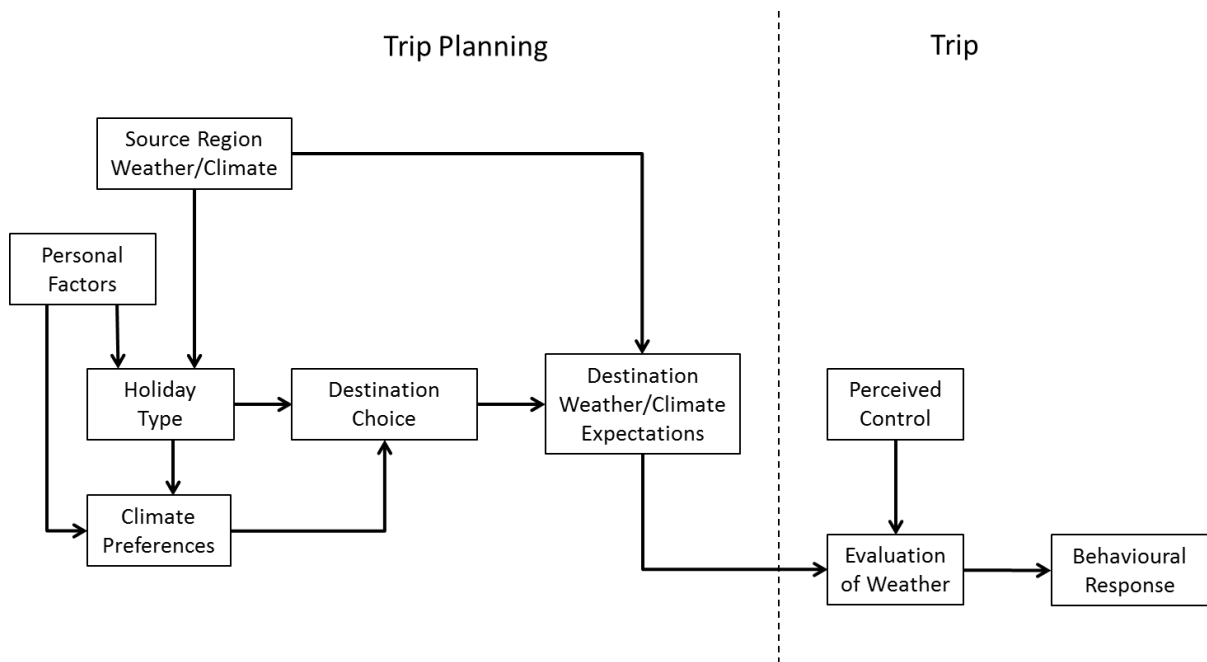 Trip Planning
Trip
Source Region
Weather/Climate
Personal
Factors
Holiday
Type
Destination
Choice
Destination
Weather/Climate
Expectations
Perceived
Control
Climate
Preferences
Evaluation
of Weather
Behavioural
Response